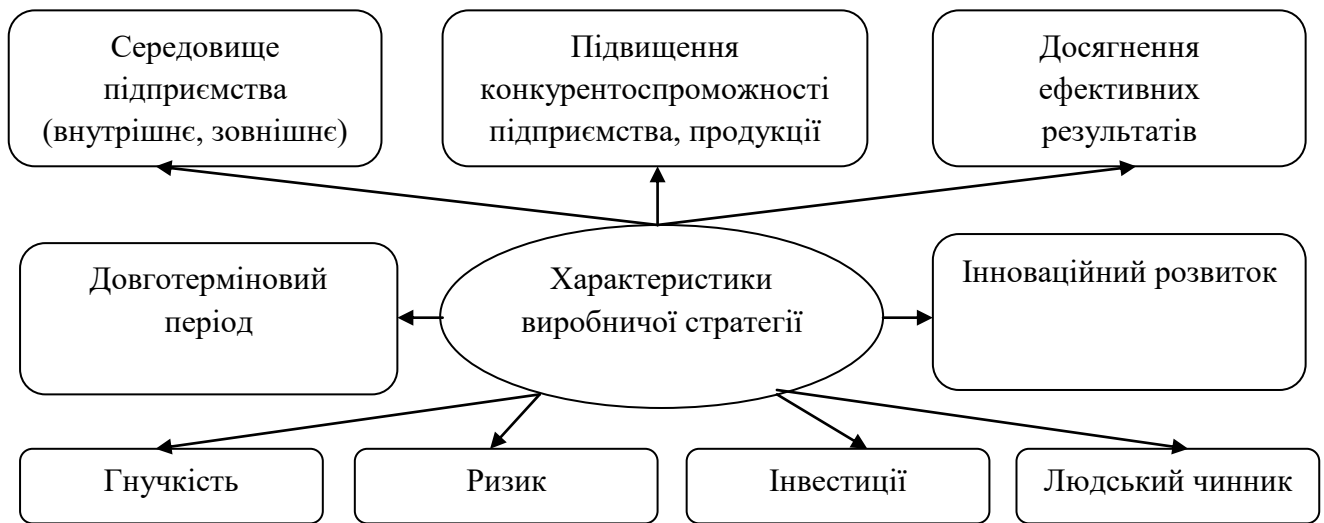 Середовище
підприємства
(внутрішнє, зовнішнє)
Підвищення
конкурентоспроможності
підприємства, продукції
Досягнення
ефективних
результатів
Довготерміновий
період
Характеристики
виробничої стратегії
Інноваційний розвиток
Гнучкість
Ризик
Інвестиції
Людський чинник